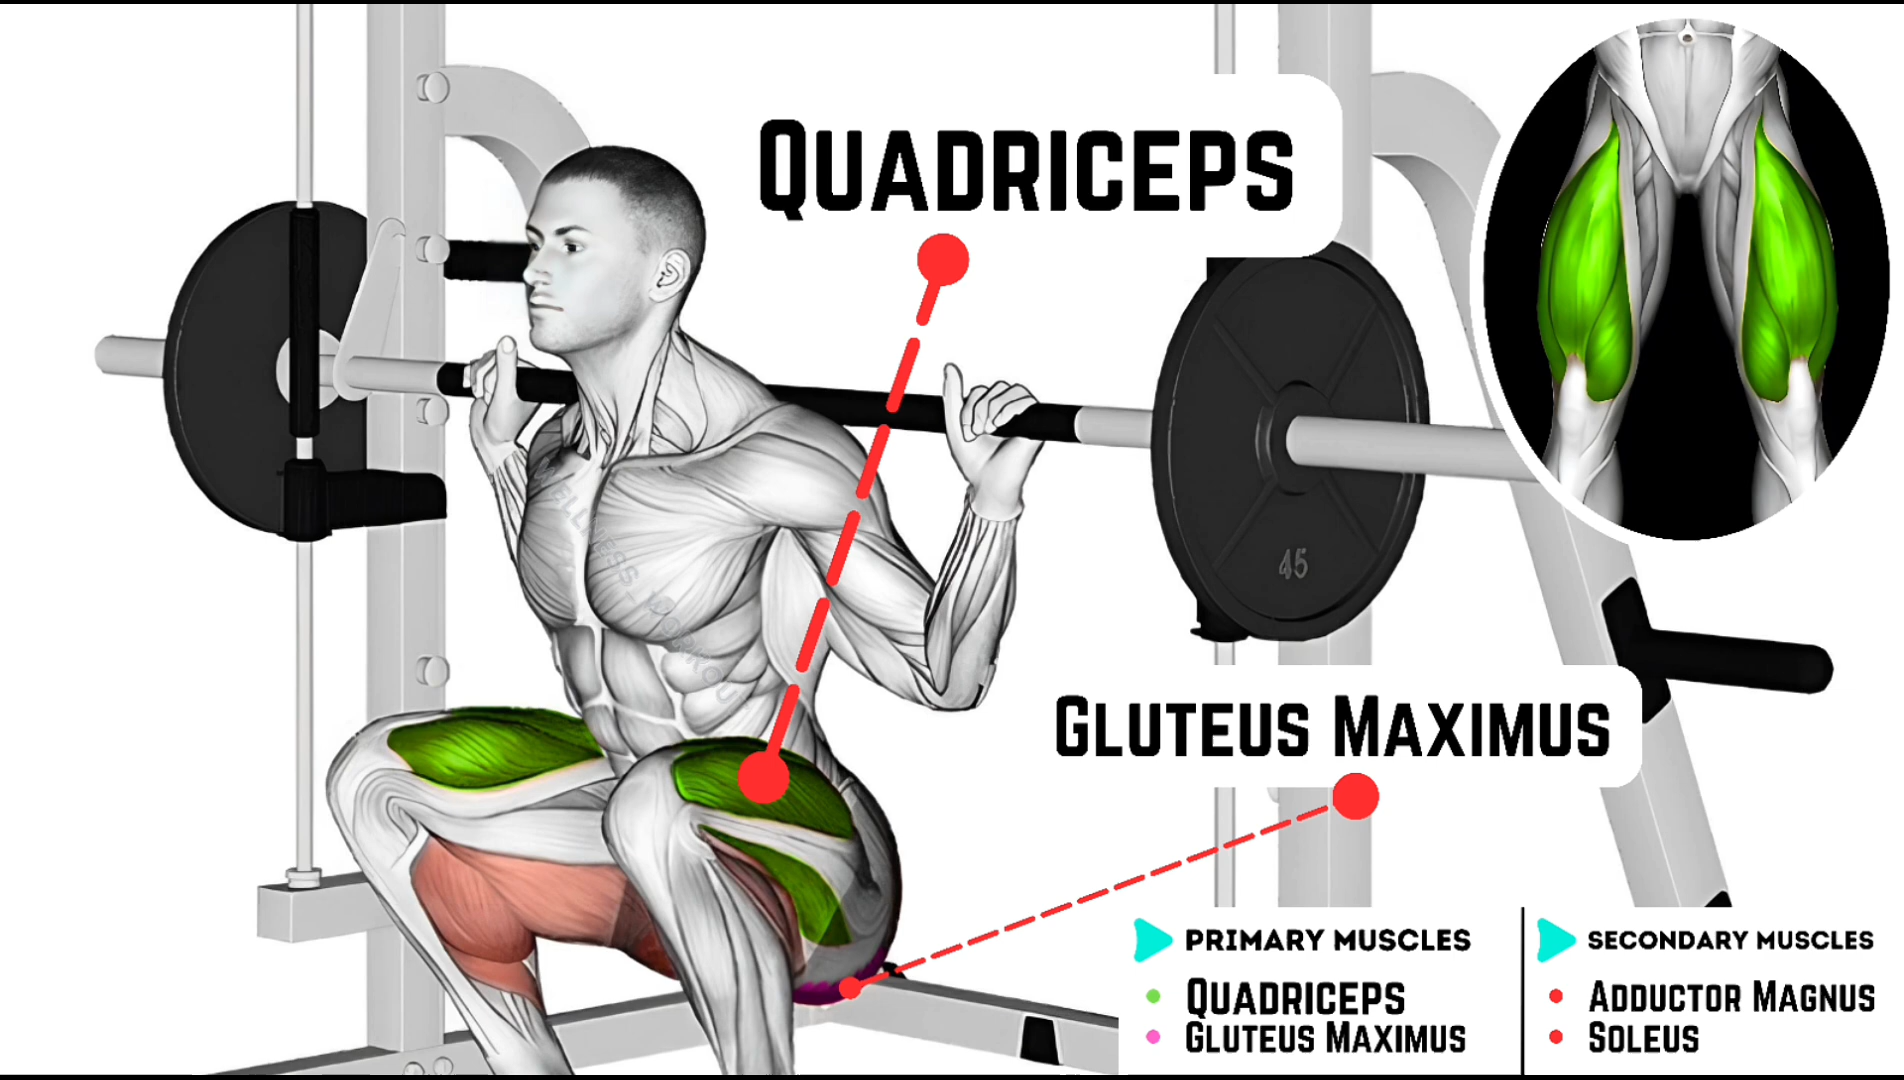 QUADRICEPS
45
GLUTEUS MAXIMUS
PRIMARY MUSCLES
QUADRICEPS
GLUTEUS MAXIMUS
SECONDARY MUSCLES
ADDUCTOR MAGNUS
SOLEUS